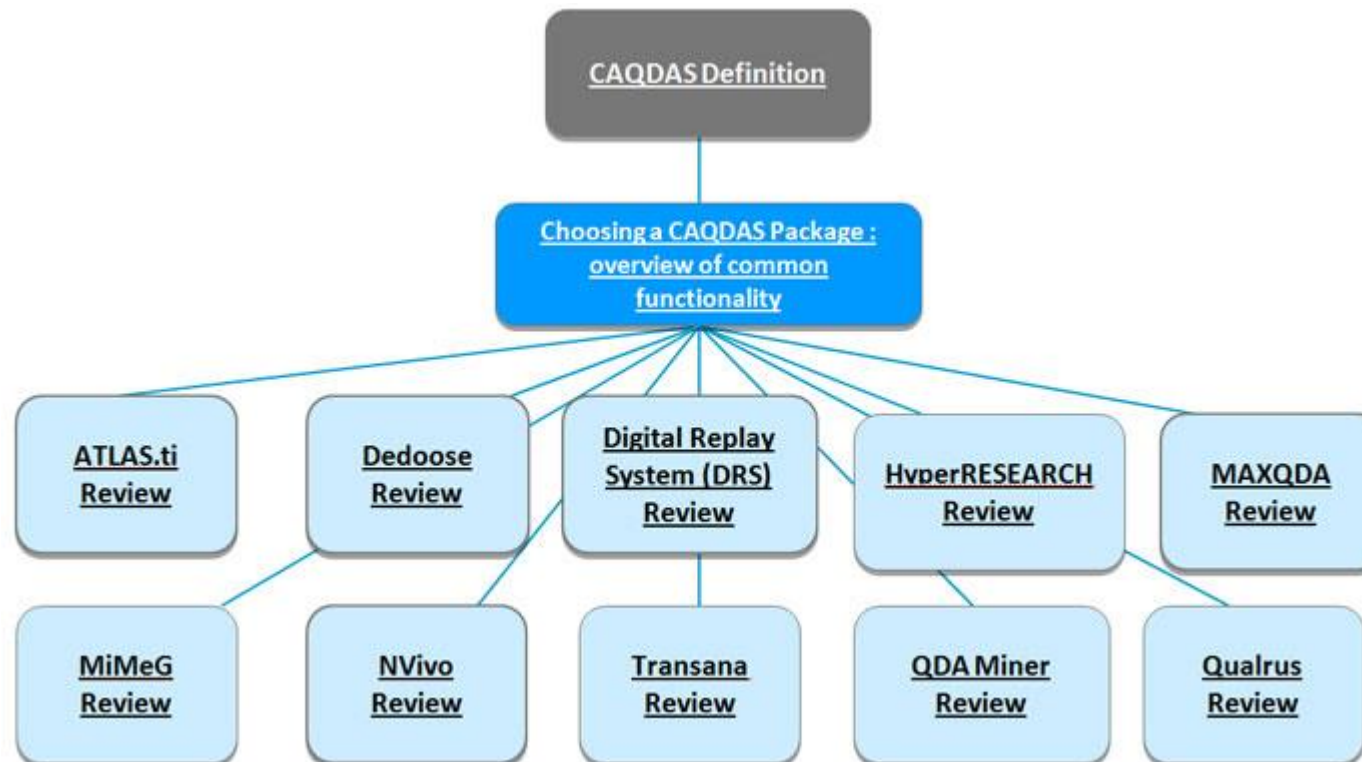 CAQDAS Definition
Choosing a CAQDAS Package :
overview of common
functionality
ATLAS.ti
Review
Dedoose
Review
Digital Replay
System (DRS)
Review
HyperRESEARCH
Review
MAXQDA
Review
MiMeG
Review
NVivo
Review
Transana
Review
QDA Miner
Review
Qualrus
Review